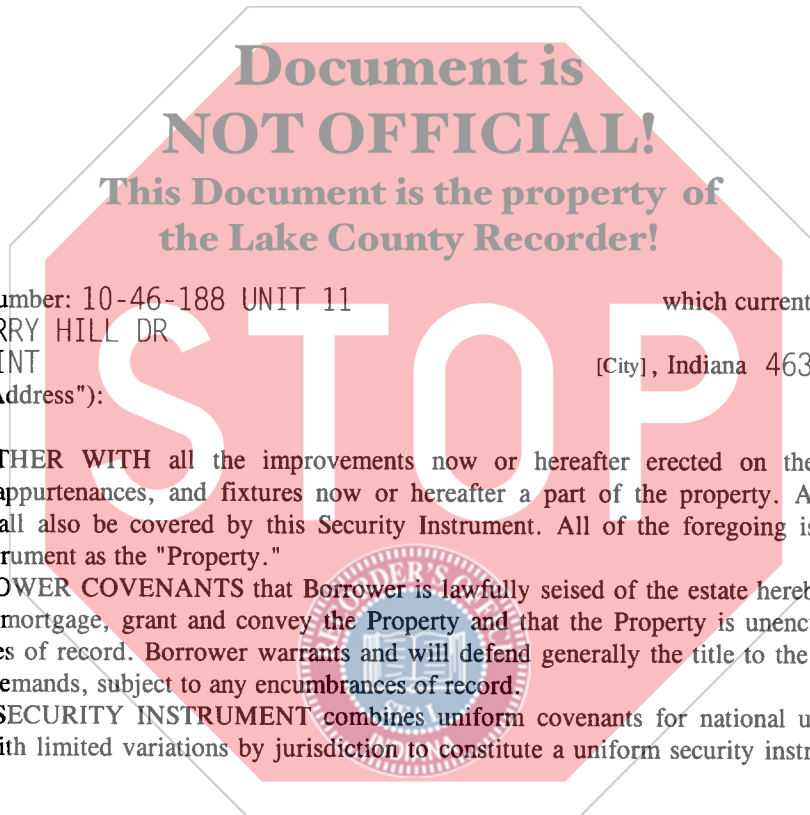 Document is
NOT OFFICIAL!
This Document is the property of
the Lake County Recorder!
umber: 10-46-188 UNIT 11 which current
RRY HILL DR
INT [City], Indiana 463
Address"):
STOP
THER WITH all the improvements now or hereafter erected on the
appurtenances, and fixtures now or hereafter a part of the property. A
all also be covered by this Security Instrument. All of the foregoing is
rument as the "Property."
OWER COVENANTS that Borrower is lawfully seised of the estate hereb
mortgage, grant and convey the Property and that the Property is unenc
es of record. Borrower warrants and will defend generally the title to the
emands, subject to any encumbrances of record.
SECURITY INSTRUMENT combines uniform covenants for national u
ith limited variations by jurisdiction to constitute a uniform security instr
SEAL